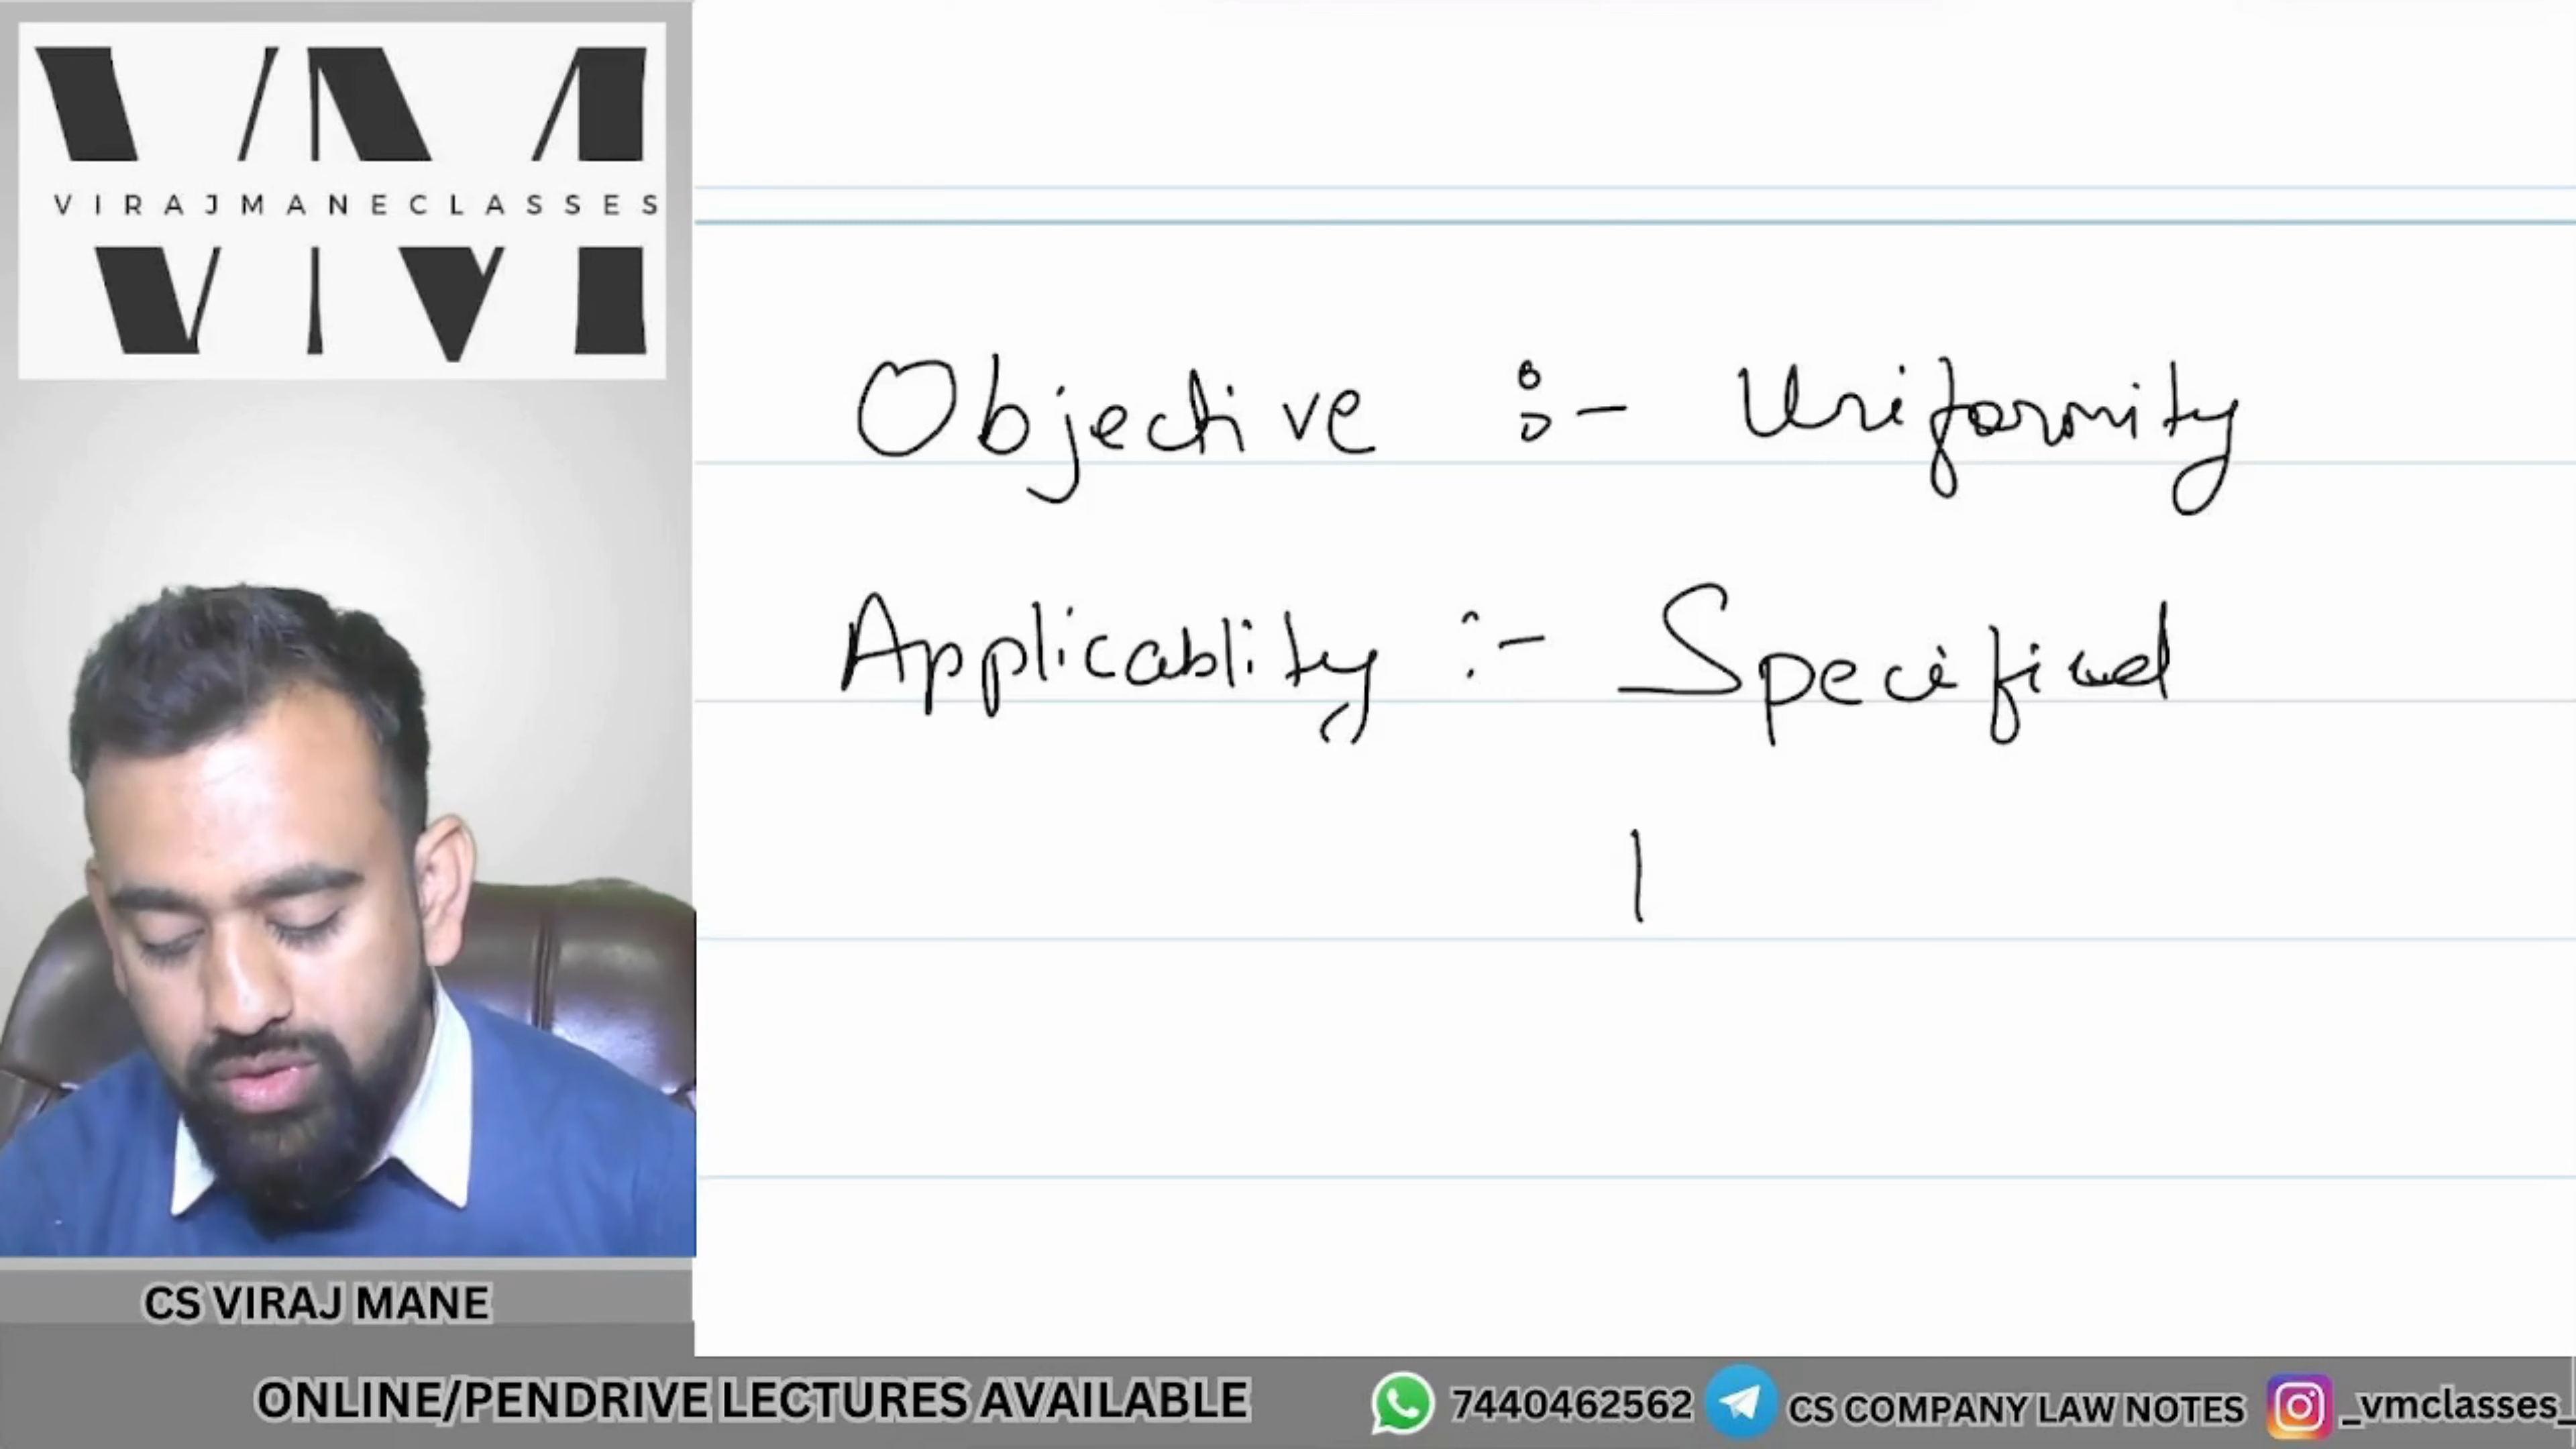 VIRAJMANECLASSES
Objective :- Uniformity
Applicablity :- Specified
CS VIRAJ MANE
ONLINE/PENDRIVE LECTURES AVAILABLE 7440462562 CS COMPANY LAW NOTES _vmclasses_